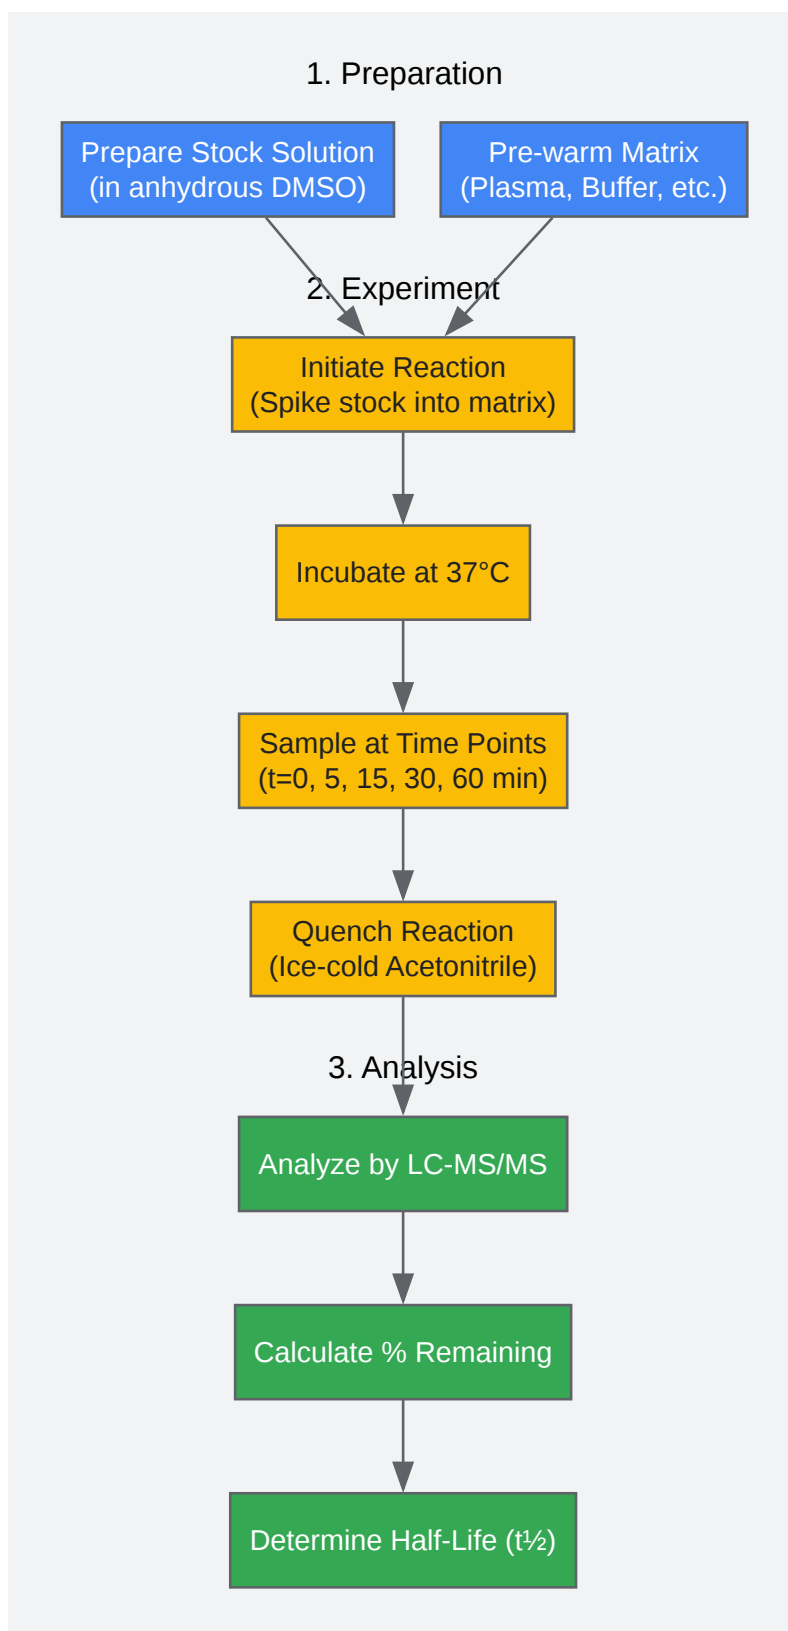 1. Preparation
Prepare Stock Solution
(in anhydrous DMSO)
Pre-warm Matrix
(Plasma, Buffer, etc.)
2. Experiment
Initiate Reaction
(Spike stock into matrix)
Incubate at 37°C
Sample at Time Points
(t=0, 5, 15, 30, 60 min)
Quench Reaction
(Ice-cold Acetonitrile)
3. Analysis
Analyze by LC-MS/MS
Calculate % Remaining
Determine Half-Life (t½)